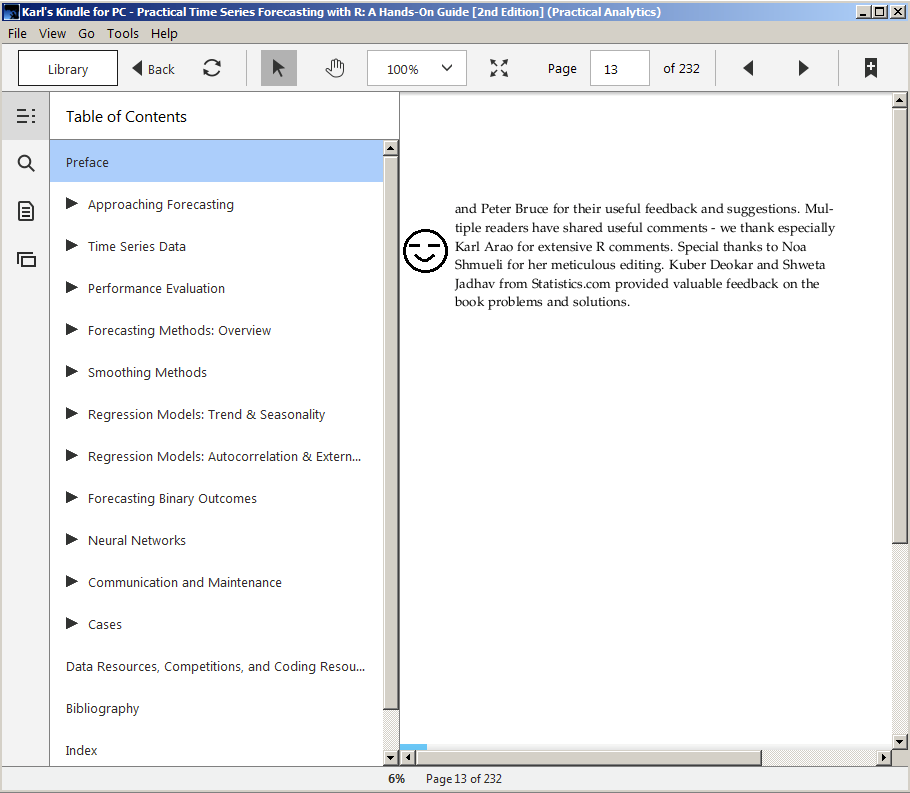 Karl's Kindle for PC - Practical Time Series Forecasting with R: A Hands-On Guide [2nd Edition] (Practical Analytics)
File View Go Tools Help
Library Back 100% Page 13 of 232
Table of Contents
Preface
Approaching Forecasting
Time Series Data
Performance Evaluation
Forecasting Methods: Overview
Smoothing Methods
Regression Models: Trend & Seasonality
Regression Models: Autocorrelation & Extern...
Forecasting Binary Outcomes
Neural Networks
Communication and Maintenance
Cases
Data Resources, Competitions, and Coding Resou...
Bibliography
Index
and Peter Bruce for their useful feedback and suggestions. Mul-
tiple readers have shared useful comments - we thank especially
Karl Arao for extensive R comments. Special thanks to Noa
Shmueli for her meticulous editing. Kuber Deokar and Shweta
Jadhav from Statistics.com provided valuable feedback on the
book problems and solutions.
6% Page 13 of 232